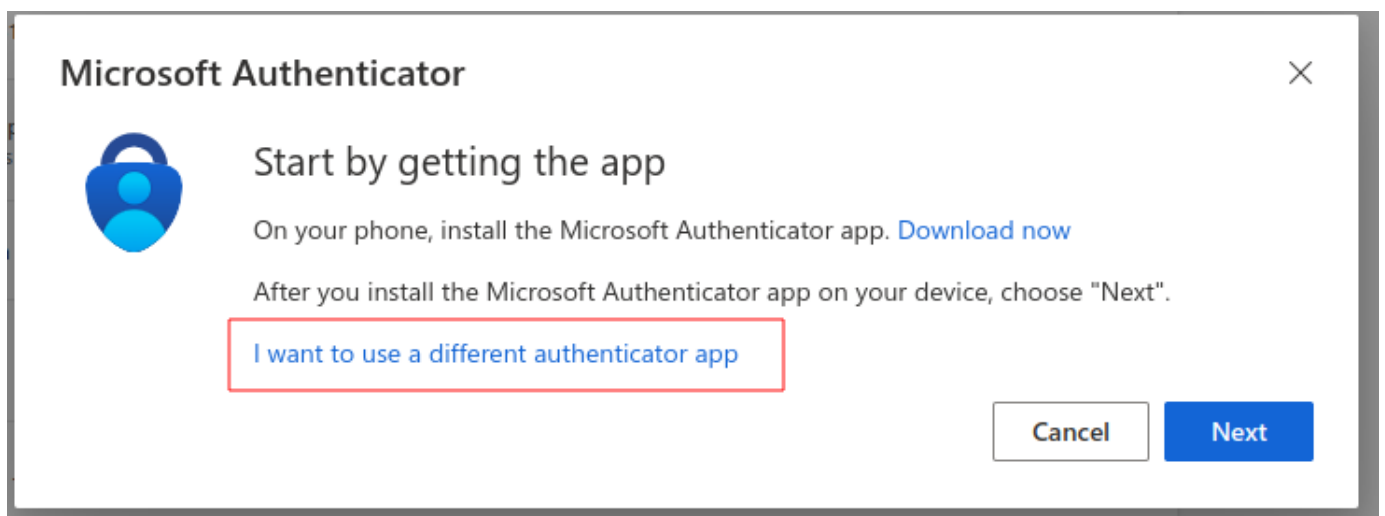 Microsoft Authenticator
Start by getting the app
On your phone, install the Microsoft Authenticator app. Download now
After you install the Microsoft Authenticator app on your device, choose "Next".
I want to use a different authenticator app
Cancel
Next